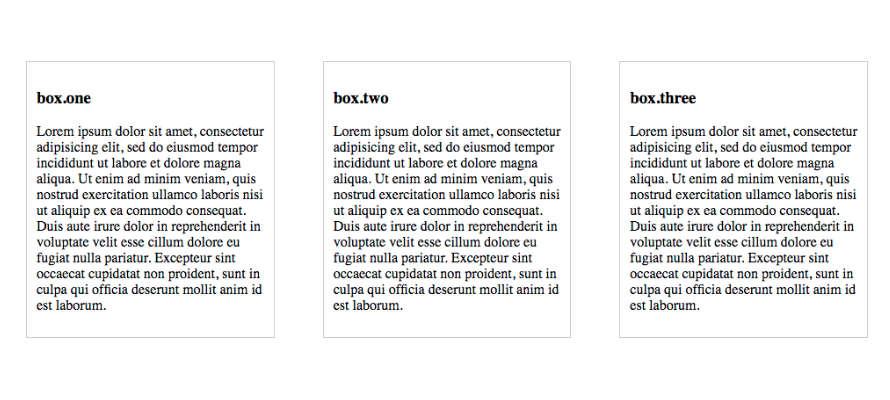 box.one
Lorem ipsum dolor sit amet, consectetur
adipisicing elit, sed do eiusmod tempor
incididunt ut labore et dolore magna
aliqua. Ut enim ad minim veniam, quis
nostrud exercitation ullamco laboris nisi
ut aliquip ex ea commodo consequat.
Duis aute irure dolor in reprehenderit in
voluptate velit esse cillum dolore eu
fugiat nulla pariatur. Excepteur sint
occaecat cupidatat non proident, sunt in
culpa qui officia deserunt mollit anim id
est laborum.
box.two
Lorem ipsum dolor sit amet, consectetur
adipisicing elit, sed do eiusmod tempor
incididunt ut labore et dolore magna
aliqua. Ut enim ad minim veniam, quis
nostrud exercitation ullamco laboris nisi
ut aliquip ex ea commodo consequat.
Duis aute irure dolor in reprehenderit in
voluptate velit esse cillum dolore eu
fugiat nulla pariatur. Excepteur sint
occaecat cupidatat non proident, sunt in
culpa qui officia deserunt mollit anim id
est laborum.
box.three
Lorem ipsum dolor sit amet, consectetur
adipisicing elit, sed do eiusmod tempor
incididunt ut labore et dolore magna
aliqua. Ut enim ad minim veniam, quis
nostrud exercitation ullamco laboris nisi
ut aliquip ex ea commodo consequat.
Duis aute irure dolor in reprehenderit in
voluptate velit esse cillum dolore eu
fugiat nulla pariatur. Excepteur sint
occaecat cupidatat non proident, sunt in
culpa qui officia deserunt mollit anim id
est laborum.